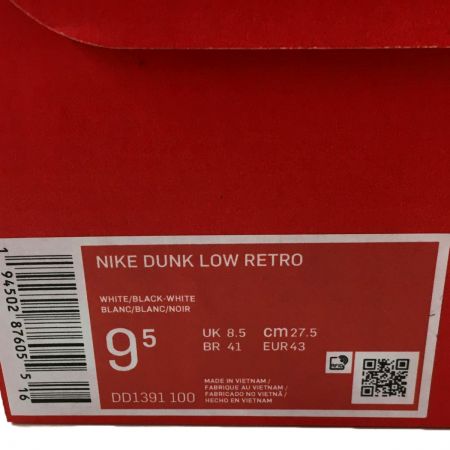 NIKE DUNK LOW RETRO
WHITE/BLACK-WHITE
BLANC/BLANC/NOIR
9⁵ UK 8.5 cm 27.5
BR 41 EUR 43
MADE IN VIETNAM /
FABRIQUE AU VIETNAM /
FABRICADO NO VIETNÃ /
HECHO EN VIETNAM
DD1391 100
1 94502 87605 5 16